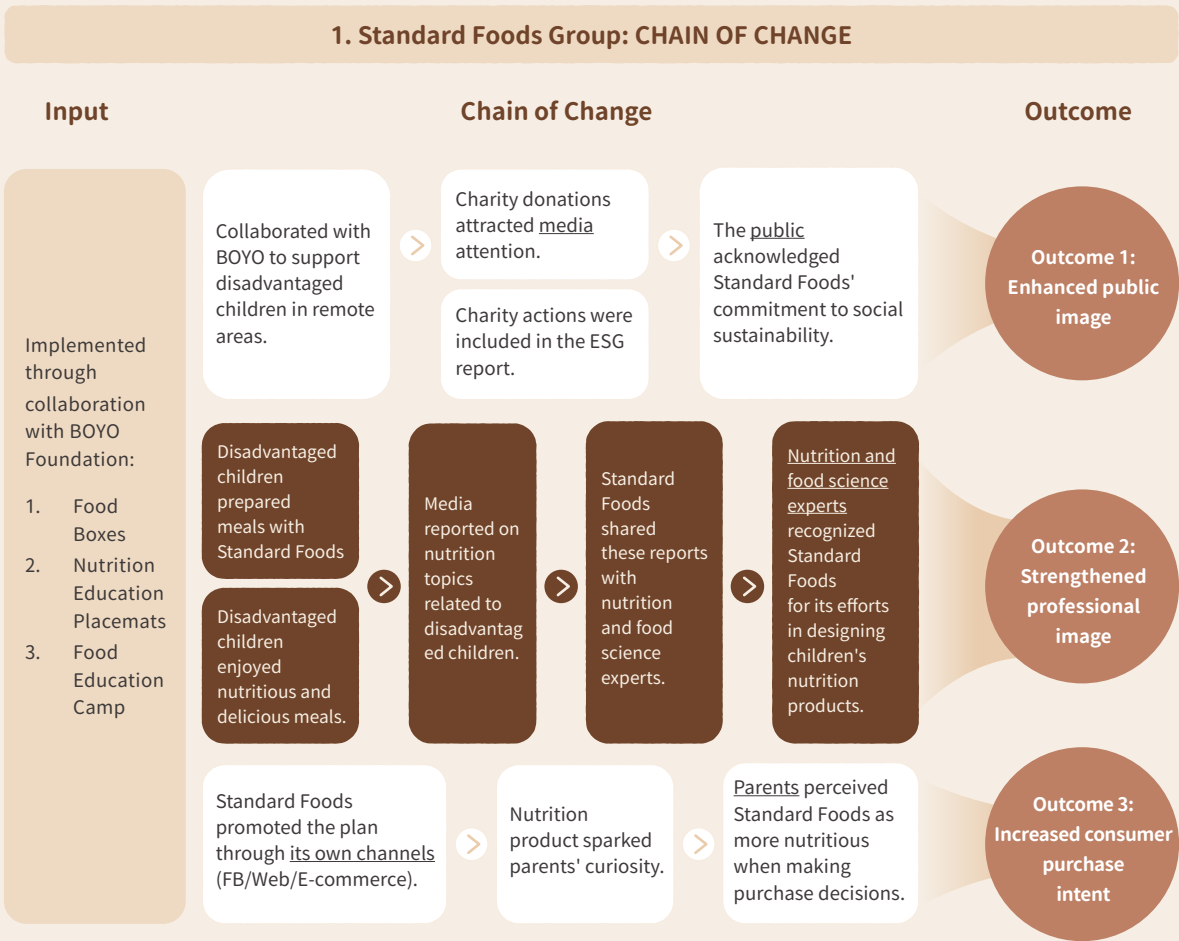 1. Standard Foods Group: CHAIN OF CHANGE
Input
Chain of Change
Outcome
Implemented
through
collaboration
with BOYO
Foundation:
1. Food
Boxes
2. Nutrition
Education
Placemats
3. Food
Education
Camp
Collaborated with
BOYO to support
disadvantaged
children in remote
areas.
Charity donations
attracted media
attention.
Charity actions were
included in the ESG
report.
The public
acknowledged
Standard Foods'
commitment to social
sustainability.
Outcome 1:
Enhanced public
image
Disadvantaged
children
prepared
meals with
Standard Foods
Disadvantaged
children
enjoyed
nutritious and
delicious meals.
Media
reported on
nutrition
topics
related to
disadvantag
ed children.
Standard
Foods
shared
these reports
with
nutrition
and food
science
experts.
Nutrition and
food science
experts
recognized
Standard
Foods
for its efforts
in designing
children's
nutrition
products.
Outcome 2:
Strengthened
professional
image
Standard Foods
promoted the plan
through its own channels
(FB/Web/E-commerce).
Nutrition
product sparked
parents' curiosity.
Parents perceived
Standard Foods as
more nutritious
when making
purchase decisions.
Outcome 3:
Increased consumer
purchase
intent